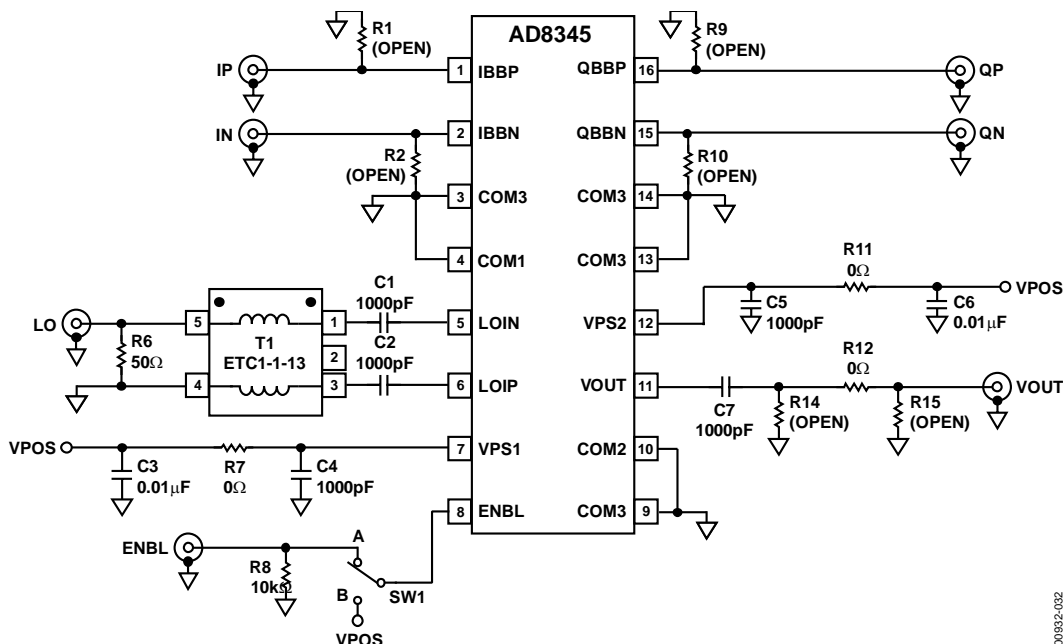 AD8345
R1
(OPEN)
R9
(OPEN)
IP
1
IBBP
QBBP
16
QP
IN
2
IBBN
QBBN
15
QN
R2
(OPEN)
R10
(OPEN)
3
COM3
COM3
14
4
COM1
COM3
13
C1
1000pF
R11
0Ω
LO
5
1
5
LOIN
VPS2
12
C5
1000pF
C6
0.01μF
VPOS
R6
50Ω
T1
ETC1-1-13
2
C2
1000pF
R12
0Ω
4
3
6
LOIP
VOUT
11
C7
1000pF
R14
(OPEN)
R15
(OPEN)
VOUT
VPOS
C3
0.01μF
R7
0Ω
C4
1000pF
7
VPS1
COM2
10
8
ENBL
COM3
9
ENBL
R8
10kΩ
A
B
SW1
VPOS
00932-032